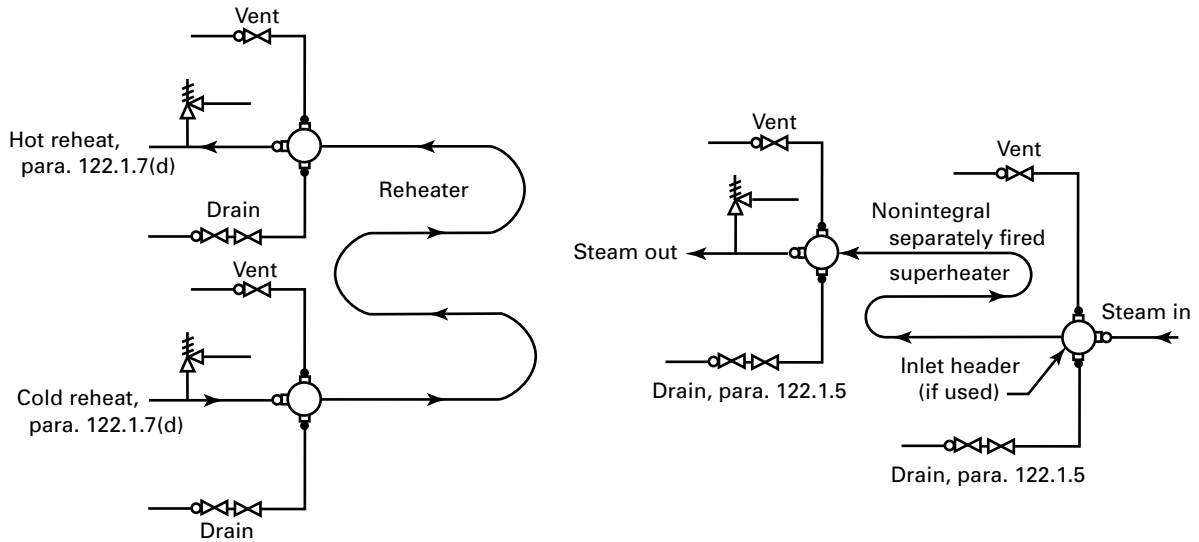 Vent
Hot reheat,
para. 122.1.7(d)
Reheater
Drain
Vent
Cold reheat,
para. 122.1.7(d)
Drain
Vent
Vent
Nonintegral
separately fired
superheater
Steam out
Steam in
Inlet header
(if used)
Drain, para. 122.1.5
Drain, para. 122.1.5